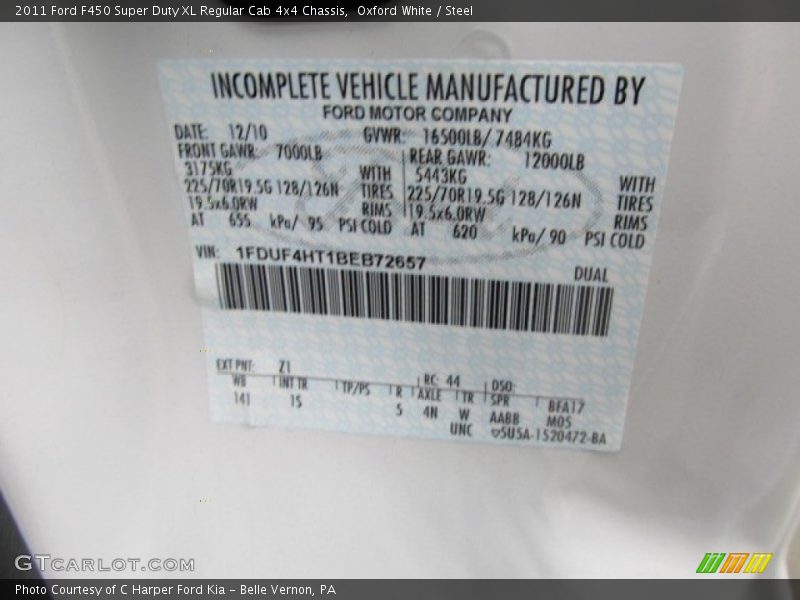 2011 Ford F450 Super Duty XL Regular Cab 4x4 Chassis, Oxford White / Steel
INCOMPLETE VEHICLE MANUFACTURED BY
FORD MOTOR COMPANY
DATE: 12/10 GVWR: 16500LB/ 7484KG
FRONT GAWR: 7000LB REAR GAWR: 12000LB
3175KG WITH 5443KG WITH
225/70R19.5G 128/126N TIRES 225/70R19.5G 128/126N TIRES
19.5x6.0RW RIMS 19.5x6.0RW RIMS
AT 655 kPa/ 95 PSI COLD AT 620 kPa/ 90 PSI COLD
VIN: 1FDUF4HT1BEB72657
DUAL
EXT PNT: Z1 RC: 44 DSO:
WB INT TR TP/PS R AXLE TR SPR BFA17
141 1S 5 4N W AABB MOS
UNC 5U5A-1520472-BA
GTCARLOT.COM
Photo Courtesy of C Harper Ford Kia - Belle Vernon, PA